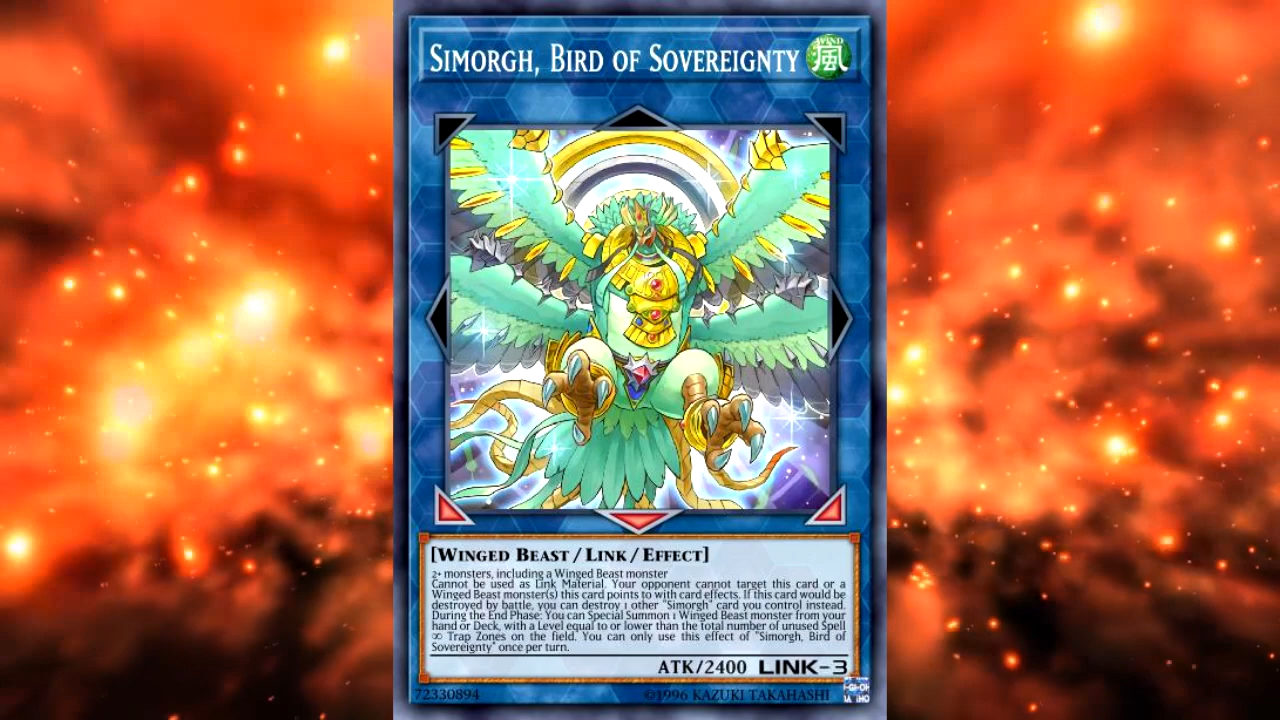 SIMORGH, BIRD OF SOVEREIGNTY
WIND
風
[WINGED BEAST / LINK / EFFECT]
2+ monsters, including a Winged Beast monster
Cannot be used as Link Material. Your opponent cannot target this card or a
Winged Beast monster(s) this card points to with card effects. If this card would be
destroyed by battle, you can destroy 1 other "Simorgh" card you control instead.
During the End Phase: You can Special Summon 1 Winged Beast monster from your
hand or Deck, with a Level equal to or lower than the total number of unused Spell
∞ Trap Zones on the field. You can only use this effect of "Simorgh, Bird of
Sovereignty" once per turn.
ATK/2400 LINK-3
72330894 ©1996 KAZUKI TAKAHASHI